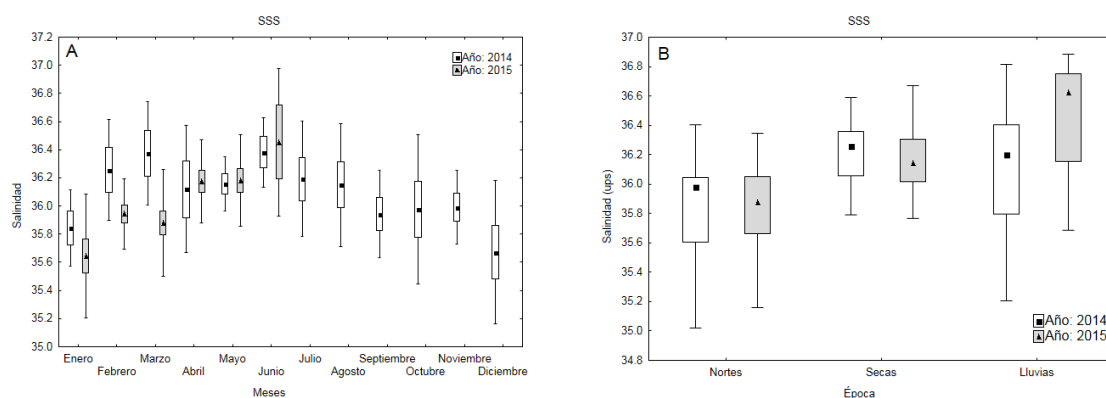 SSS
A
Año: 2014
Año: 2015
37.2
37.0
36.8
36.6
36.4
36.2
36.0
35.8
35.6
35.4
35.2
35.0
Salinidad
Enero Marzo Mayo Julio Septiembre Noviembre
Febrero Abril Junio Agosto Octubre Diciembre
Meses
SSS
B
37.0
36.8
36.6
36.4
36.2
36.0
35.8
35.6
35.4
35.2
35.0
34.8
Salinidad (ups)
Año: 2014
Año: 2015
Nortes Secas Lluvias
Época